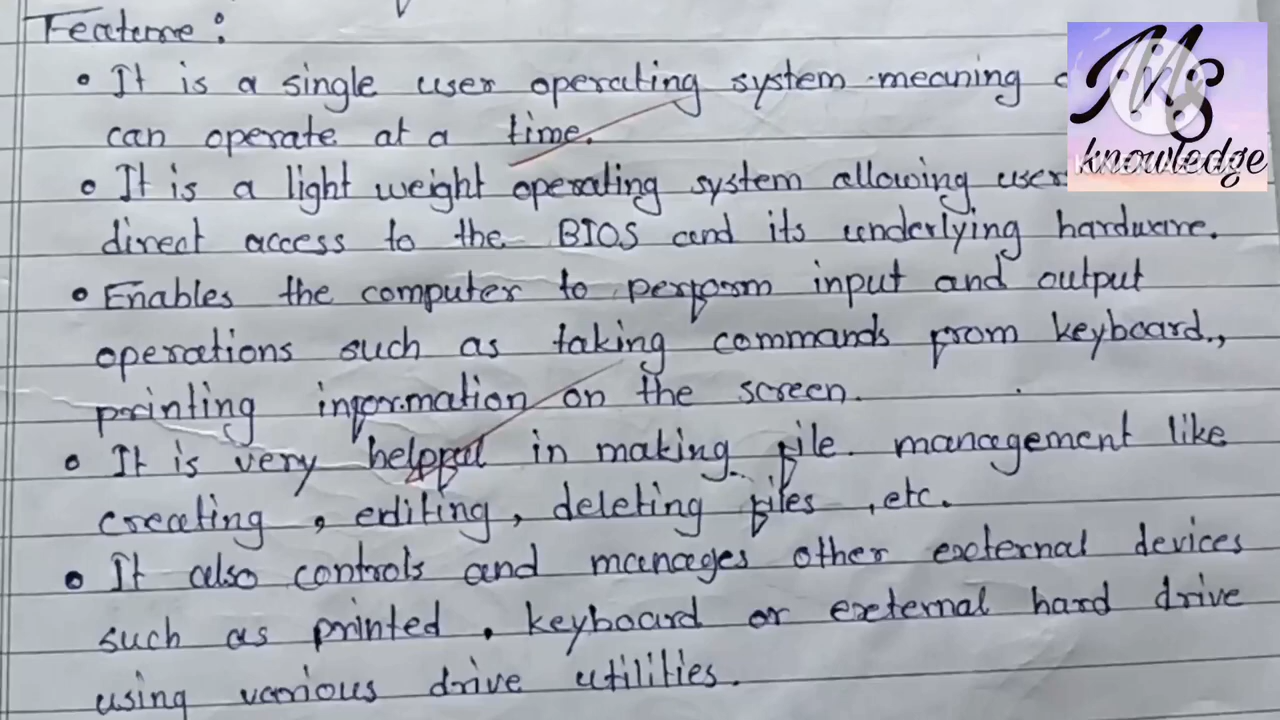 Feature:
• It is a single user operating system meaning
can operate at a time.
• It is a light weight operating system allowing user
direct access to the BIOS and its underlying hardware.
• Enables the computer to perform input and output
operations such as taking commands from keyboard.,
printing information on the screen.
• It is very helpful in making file management like
creating, editing, deleting files, etc.
• It also controls and manages other external devices
such as printed, keyboard or external hard drive
using various drive utilities.
MS
knowledge